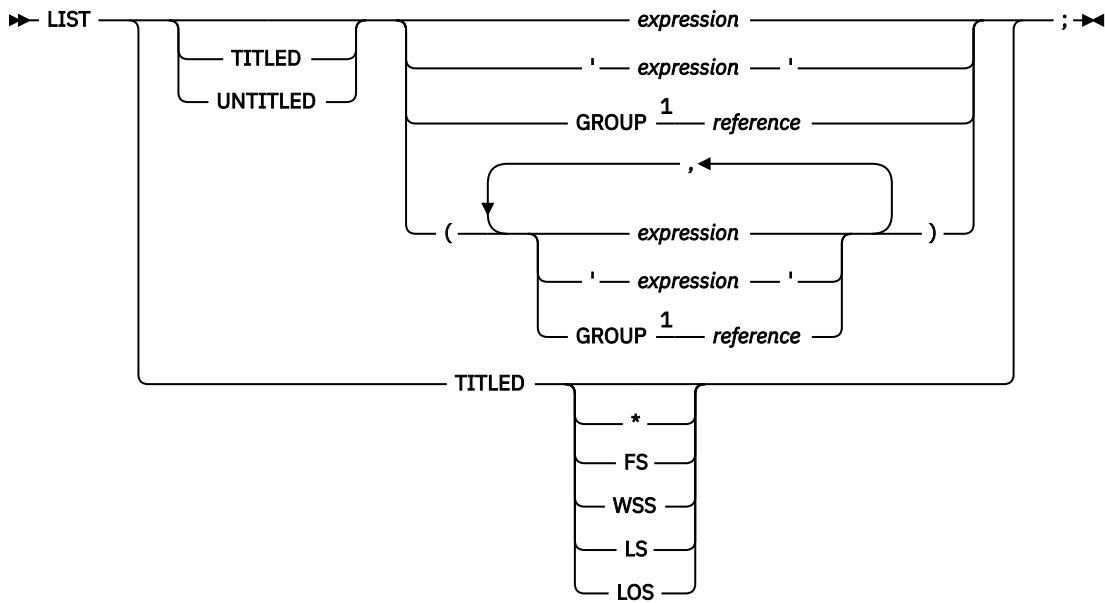 LIST expression ;
TITLED ' expression '
UNTITLED
GROUP 1 reference
,
( expression )
' expression '
GROUP 1 reference
TITLED
*
FS
WSS
LS
LOS